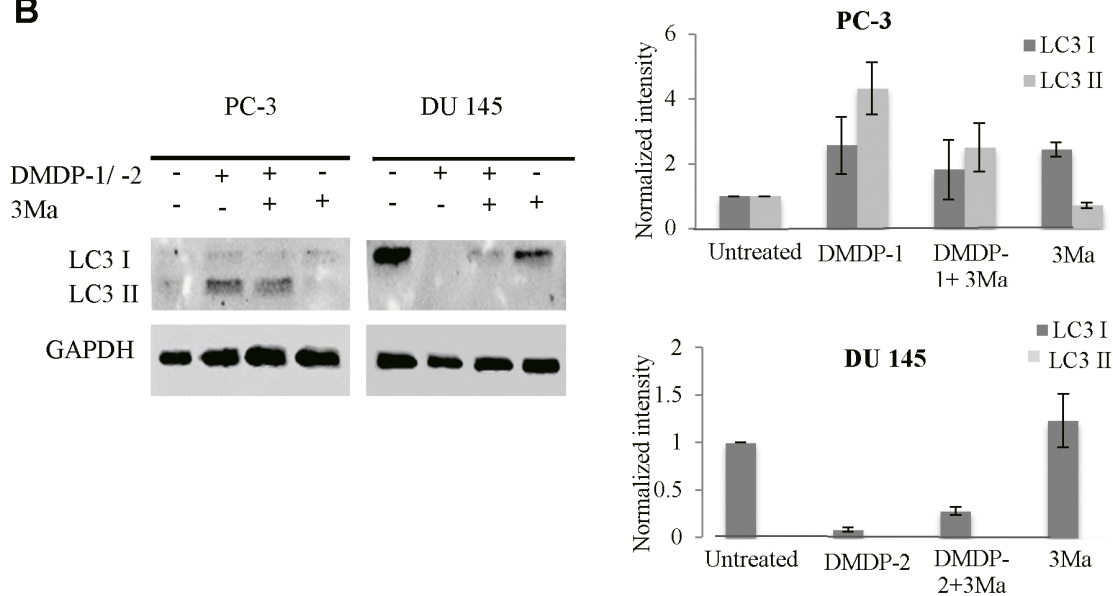 B
PC-3
DU 145
DMDP-1/ -2 - + + - - + + -
3Ma - - + + - - + +
LC3 I
LC3 II
GAPDH
PC-3
Normalized intensity
6
4
2
0
LC3 I
LC3 II
Untreated DMDP-1 DMDP-
1+ 3Ma
3Ma
DU 145
Normalized intensity
2
1.5
1
0.5
0
LC3 I
LC3 II
Untreated DMDP-2 DMDP-
2+3Ma
3Ma